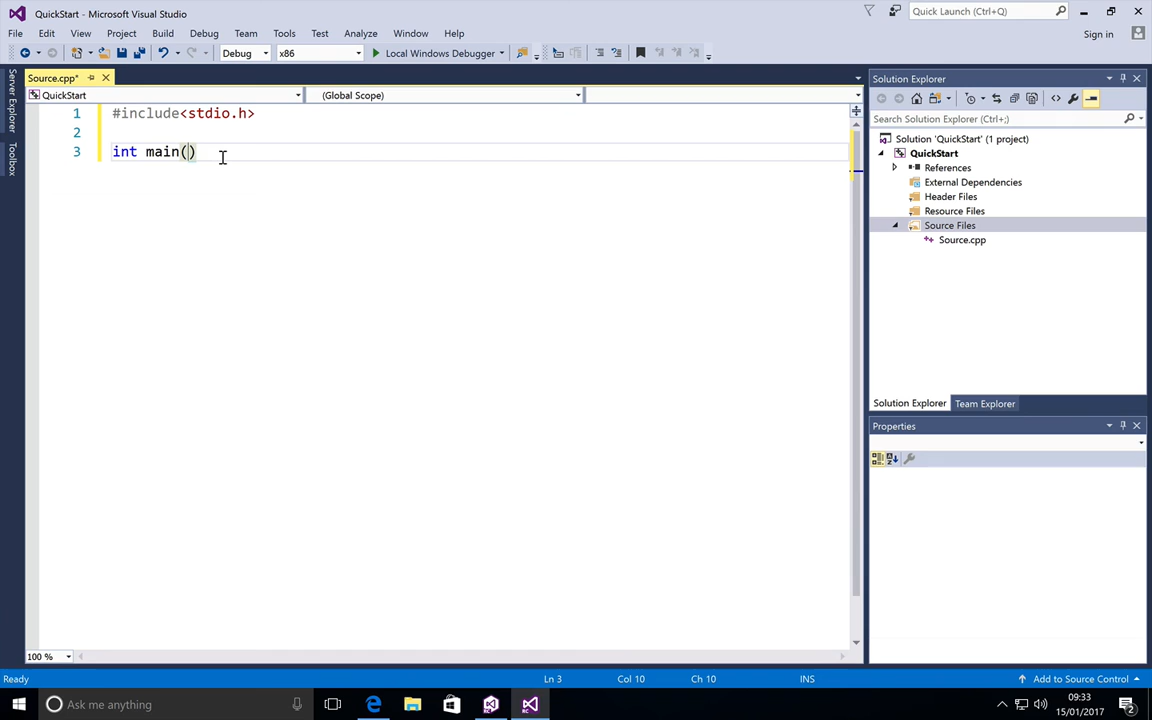 QuickStart - Microsoft Visual Studio
Quick Launch (Ctrl+Q)
File Edit View Project Build Debug Team Tools Test Analyze Window Help
Sign in
Debug x86 Local Windows Debugger
Server Explorer
Toolbox
Source.cpp*
QuickStart (Global Scope)
1 #include<stdio.h>
2
3 int main()
100 %
Solution Explorer
Search Solution Explorer (Ctrl+;)
Solution 'QuickStart' (1 project)
QuickStart
References
External Dependencies
Header Files
Resource Files
Source Files
Source.cpp
Solution Explorer Team Explorer
Properties
Ready Ln 3 Col 10 Ch 10 INS Add to Source Control
Ask me anything
09:33
15/01/2017
2